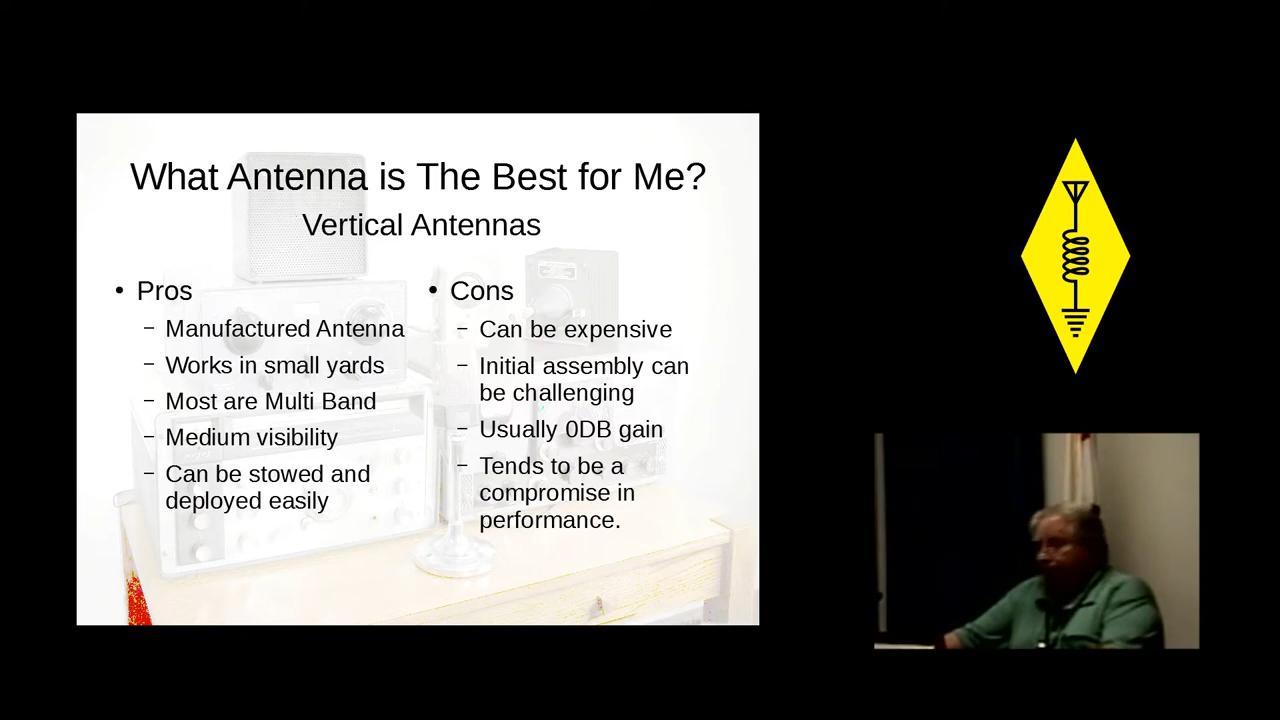 What Antenna is The Best for Me?
Vertical Antennas
• Pros
– Manufactured Antenna
– Works in small yards
– Most are Multi Band
– Medium visibility
– Can be stowed and
deployed easily
• Cons
– Can be expensive
– Initial assembly can
be challenging
– Usually 0DB gain
– Tends to be a
compromise in
performance.